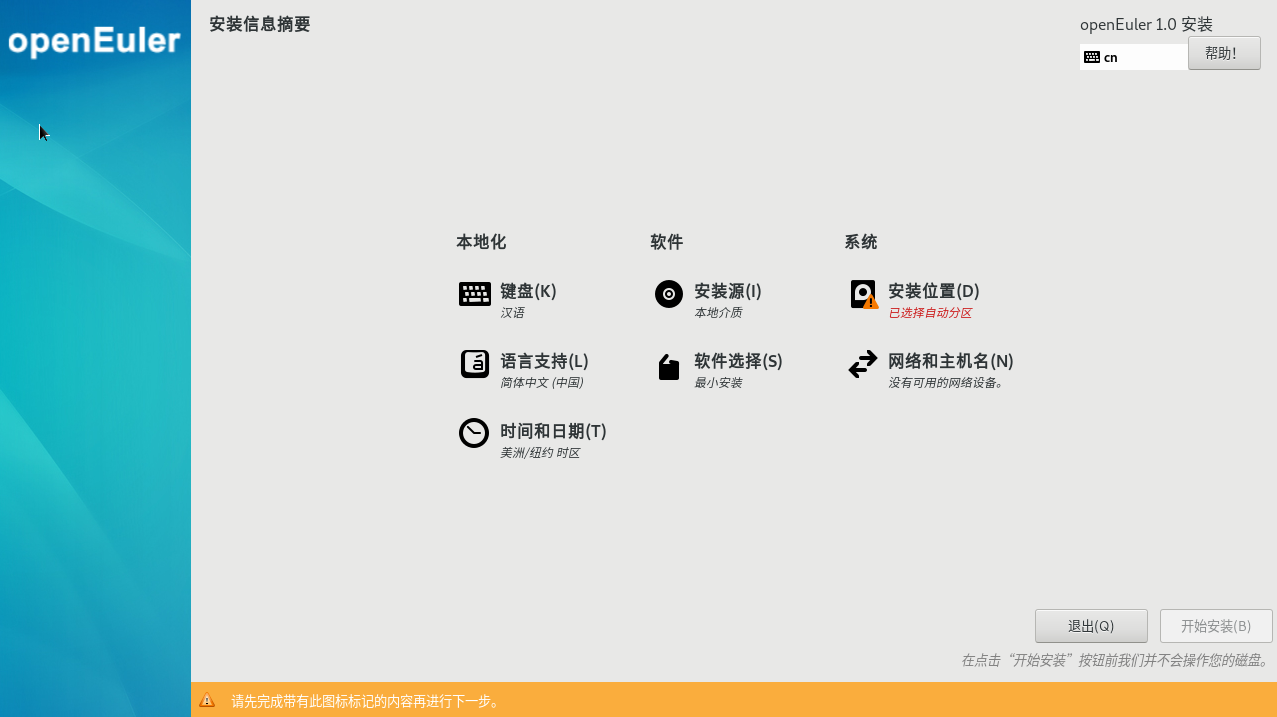 openEuler
安装信息摘要
openEuler 1.0 安装
cn
帮助!
本地化
软件
系统
键盘(K)
汉语
安装源(I)
本地介质
安装位置(D)
已选择自动分区
语言支持(L)
简体中文 (中国)
软件选择(S)
最小安装
网络和主机名(N)
没有可用的网络设备。
时间和日期(T)
美洲/纽约 时区
退出(Q)
开始安装(B)
在点击“开始安装”按钮前我们并不会操作您的磁盘。
请先完成带有此图标标记的内容再进行下一步。